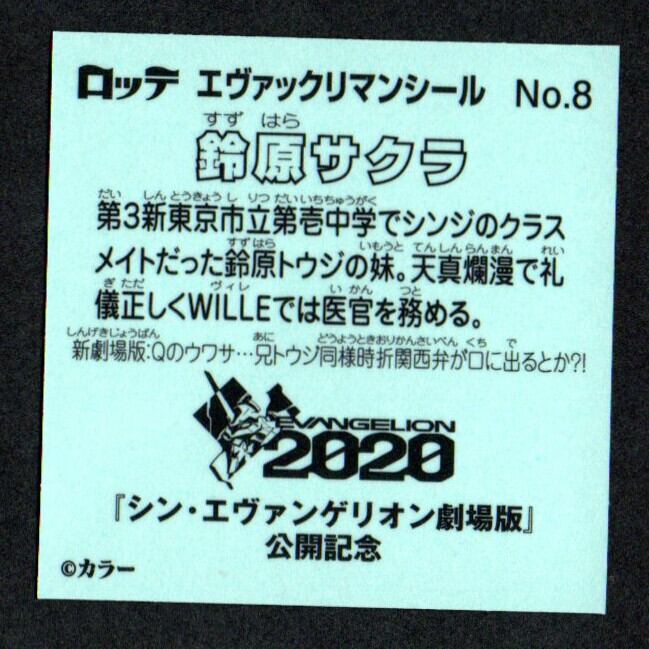 ロッテ エヴァックリマンシール No.8
すず はら
鈴原サクラ
だい しんとうきょうし りつ だいいちちゅうがく
第3新東京市立第壱中学でシンジのクラス
すずはら いもうと てんしんらんまん れい
メイトだった鈴原トウジの妹。天真爛漫で礼
ぎ ただ ヴィレ い かん つと
儀正しくWILLEでは医官を務める。
しんげきじょうばん あに どうようときおりかんさいべん くち で
新劇場版:Qのウワサ…兄トウジ同様時折関西弁が口に出るとか?!
EVANGELION
2020
『シン・エヴァンゲリオン劇場版』
公開記念
©カラー